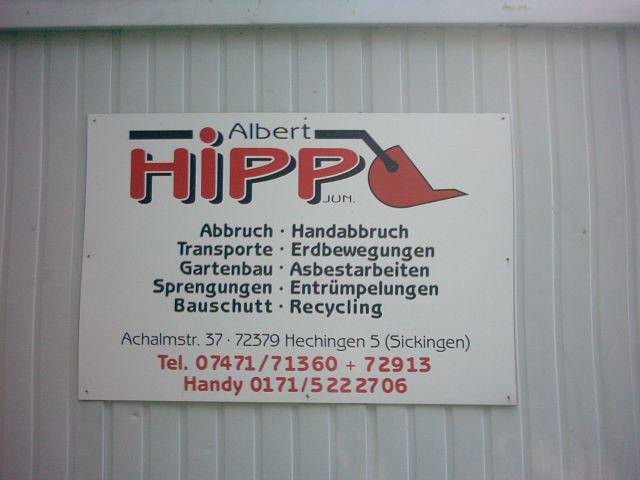 Albert
HiPP
JUN.
Abbruch · Handabbruch
Transporte · Erdbewegungen
Gartenbau · Asbestarbeiten
Sprengungen · Entrümpelungen
Bauschutt · Recycling
Achalmstr. 37 · 72379 Hechingen 5 (Sickingen)
Tel. 07471/71360 + 72913
Handy 0171/5222706